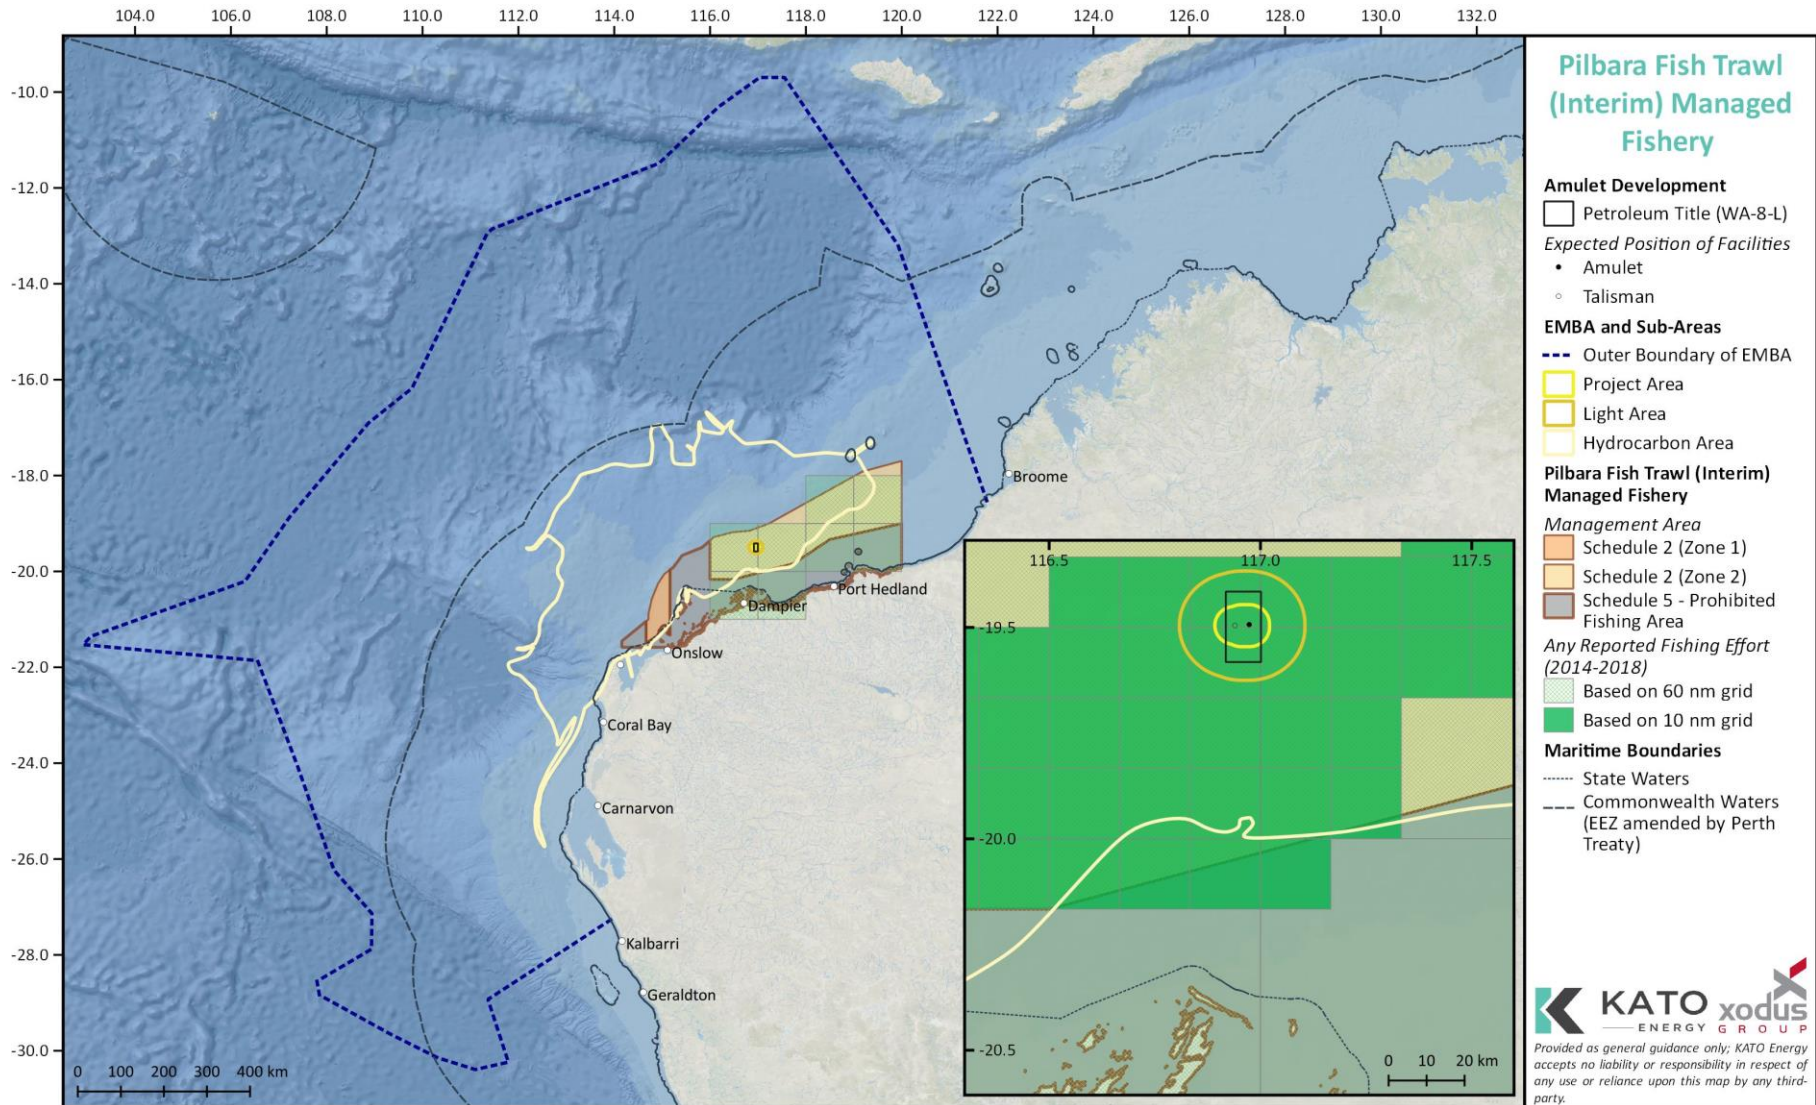 104.0 106.0 108.0 110.0 112.0 114.0 116.0 118.0 120.0 122.0 124.0 126.0 128.0 130.0 132.0
-10.0
-12.0
-14.0
-16.0
-18.0
-20.0
-22.0
-24.0
-26.0
-28.0
-30.0
Broome
Port Hedland
Dampier
Onslow
Coral Bay
Carnarvon
Kalbarri
Geraldton
0 100 200 300 400 km
116.5 117.0 117.5
-19.5
-20.0
-20.5
0 10 20 km
Pilbara Fish Trawl
(Interim) Managed
Fishery
Amulet Development
Petroleum Title (WA-8-L)
Expected Position of Facilities
Amulet
Talisman
EMBA and Sub-Areas
Outer Boundary of EMBA
Project Area
Light Area
Hydrocarbon Area
Pilbara Fish Trawl (Interim)
Managed Fishery
Management Area
Schedule 2 (Zone 1)
Schedule 2 (Zone 2)
Schedule 5 - Prohibited
Fishing Area
Any Reported Fishing Effort
(2014-2018)
Based on 60 nm grid
Based on 10 nm grid
Maritime Boundaries
State Waters
Commonwealth Waters
(EEZ amended by Perth
Treaty)
KATO
ENERGY
xodus
GROUP
Provided as general guidance only; KATO Energy
accepts no liability or responsibility in respect of
any use or reliance upon this map by any third-
party.